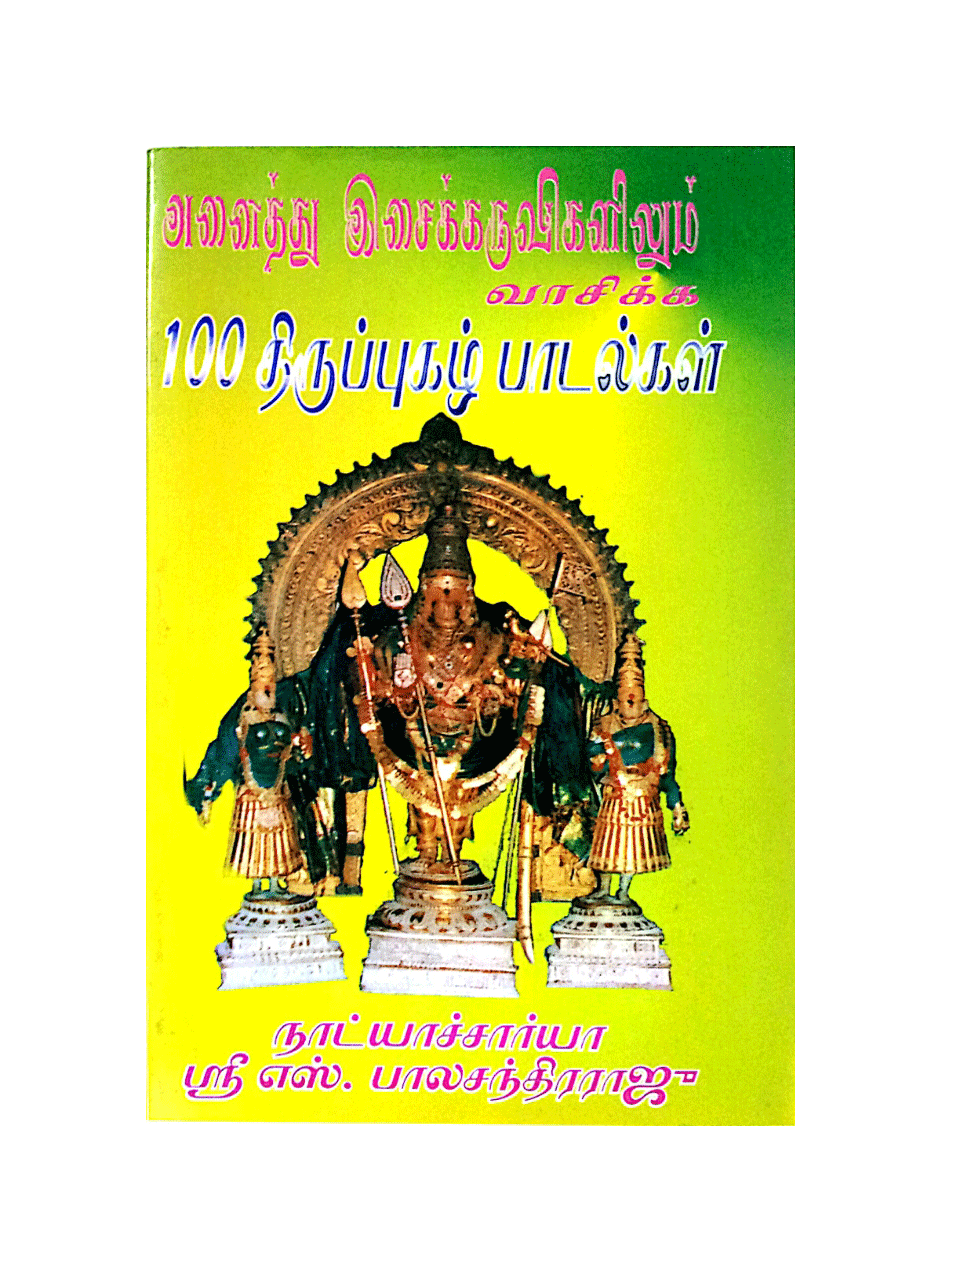 அனைத்து இசைக்கருவிகளிலும்
வாசிக்க
100 திருப்புகழ் பாடல்கள்
நாட்யாச்சார்யா
ஸ்ரீ எஸ். பாலசந்திரராஜு